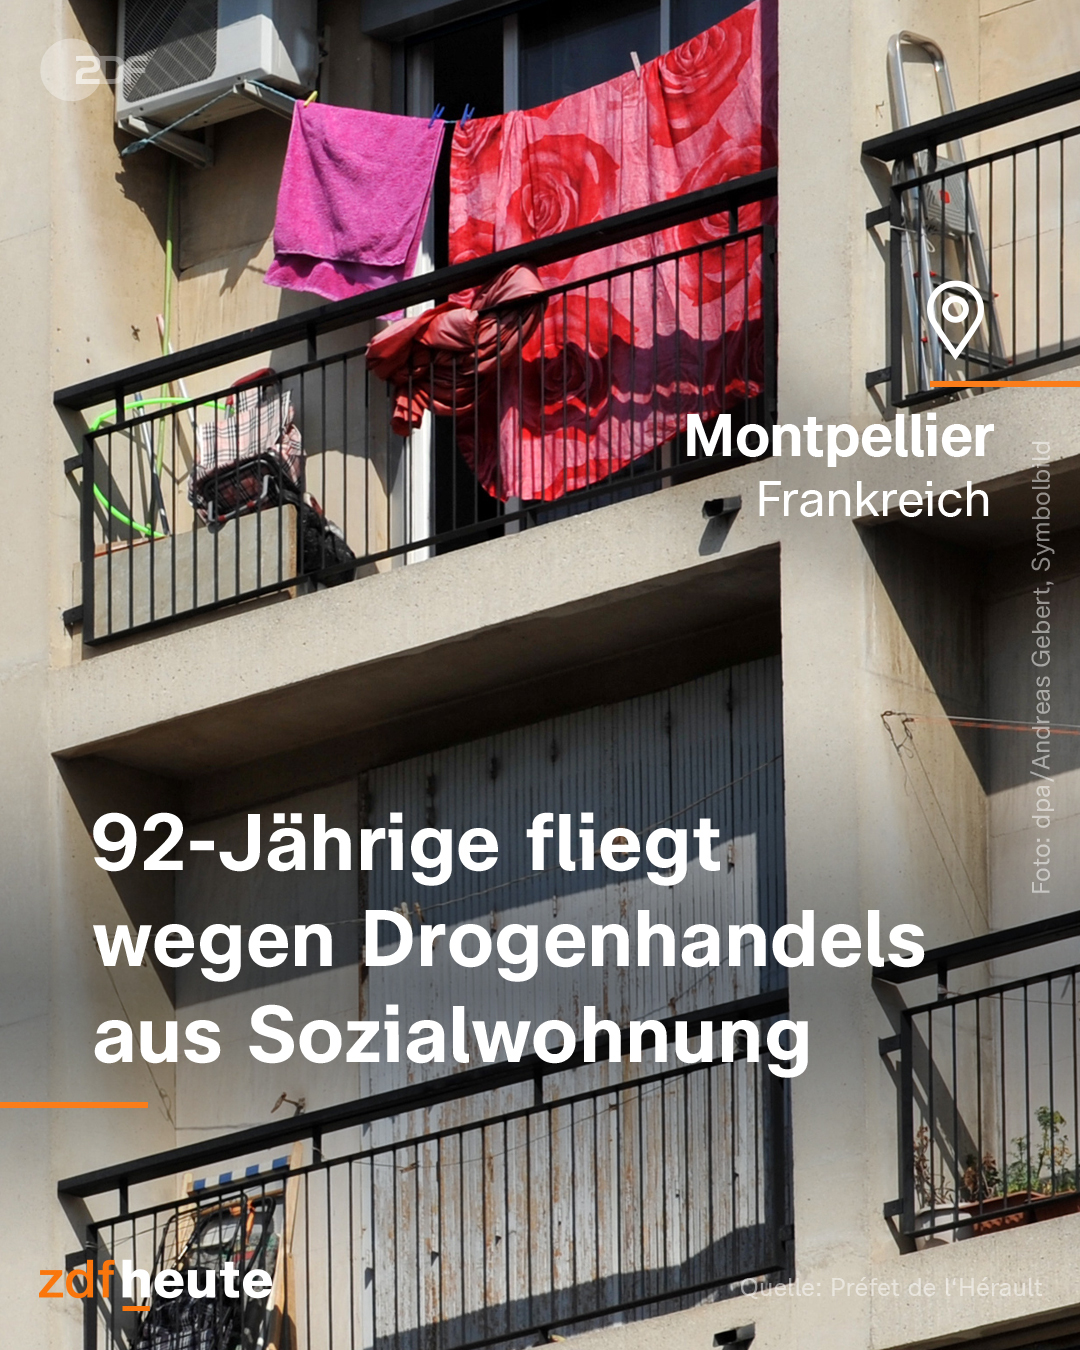 ZDF
Montpellier
Frankreich
Foto: dpa/Andreas Gebert, Symbolbild
92-Jährige fliegt
wegen Drogenhandels
aus Sozialwohnung
zdfheute
Quelle: Préfet de l'Hérault